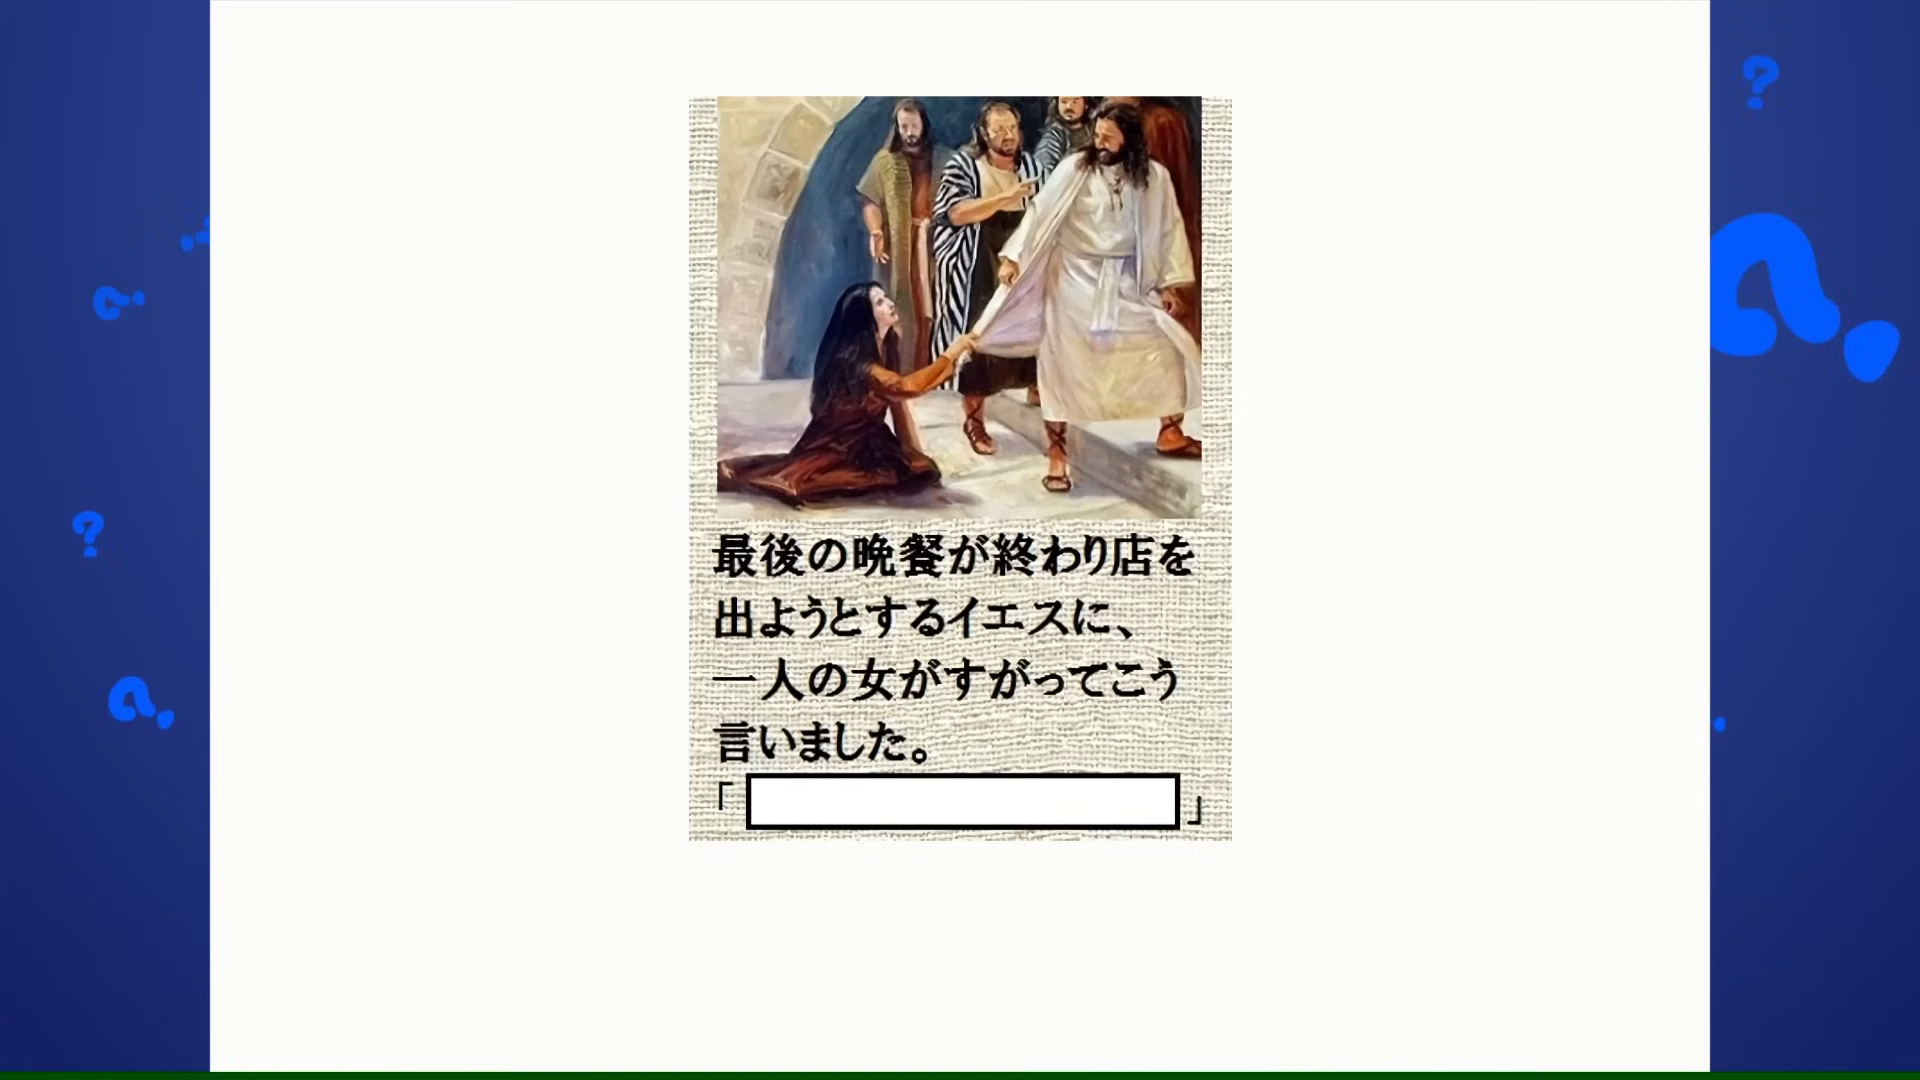 最後の晩餐が終わり店を
出ようとするイエスに、
一人の女がすがってこう
言いました。
「　　　」